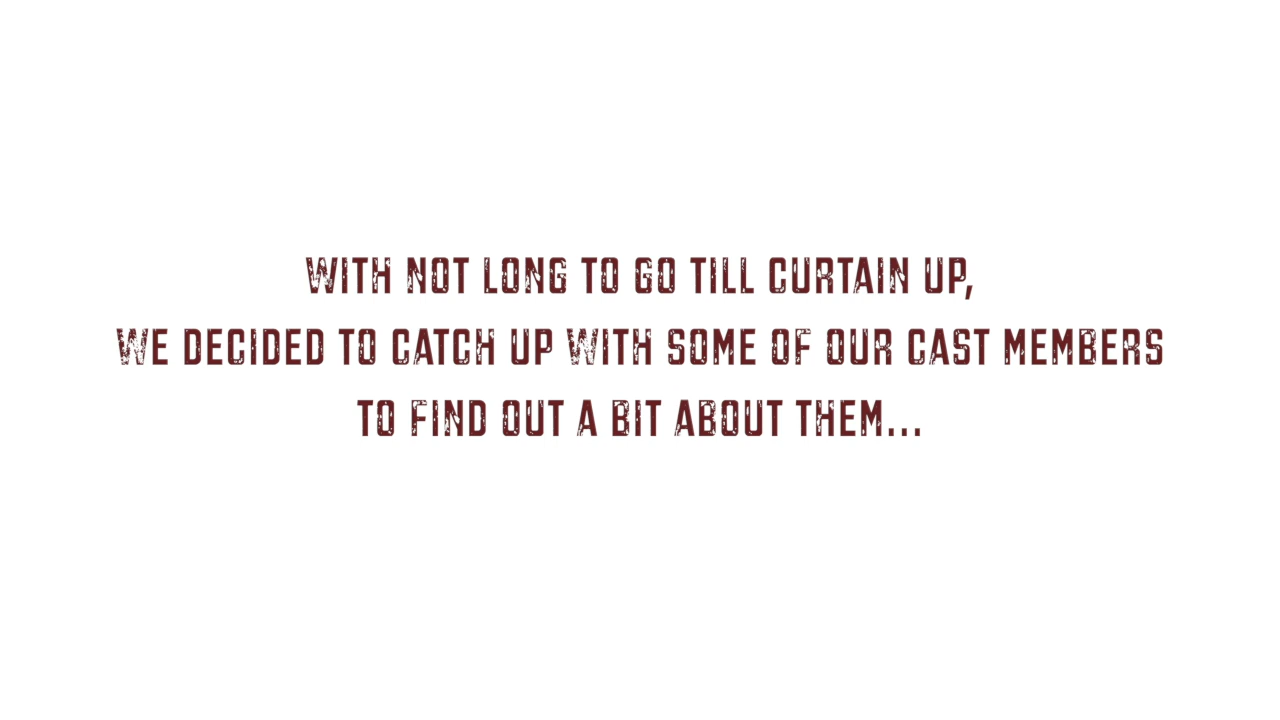 WITH NOT LONG TO GO TILL CURTAIN UP,
WE DECIDED TO CATCH UP WITH SOME OF OUR CAST MEMBERS
TO FIND OUT A BIT ABOUT THEM...